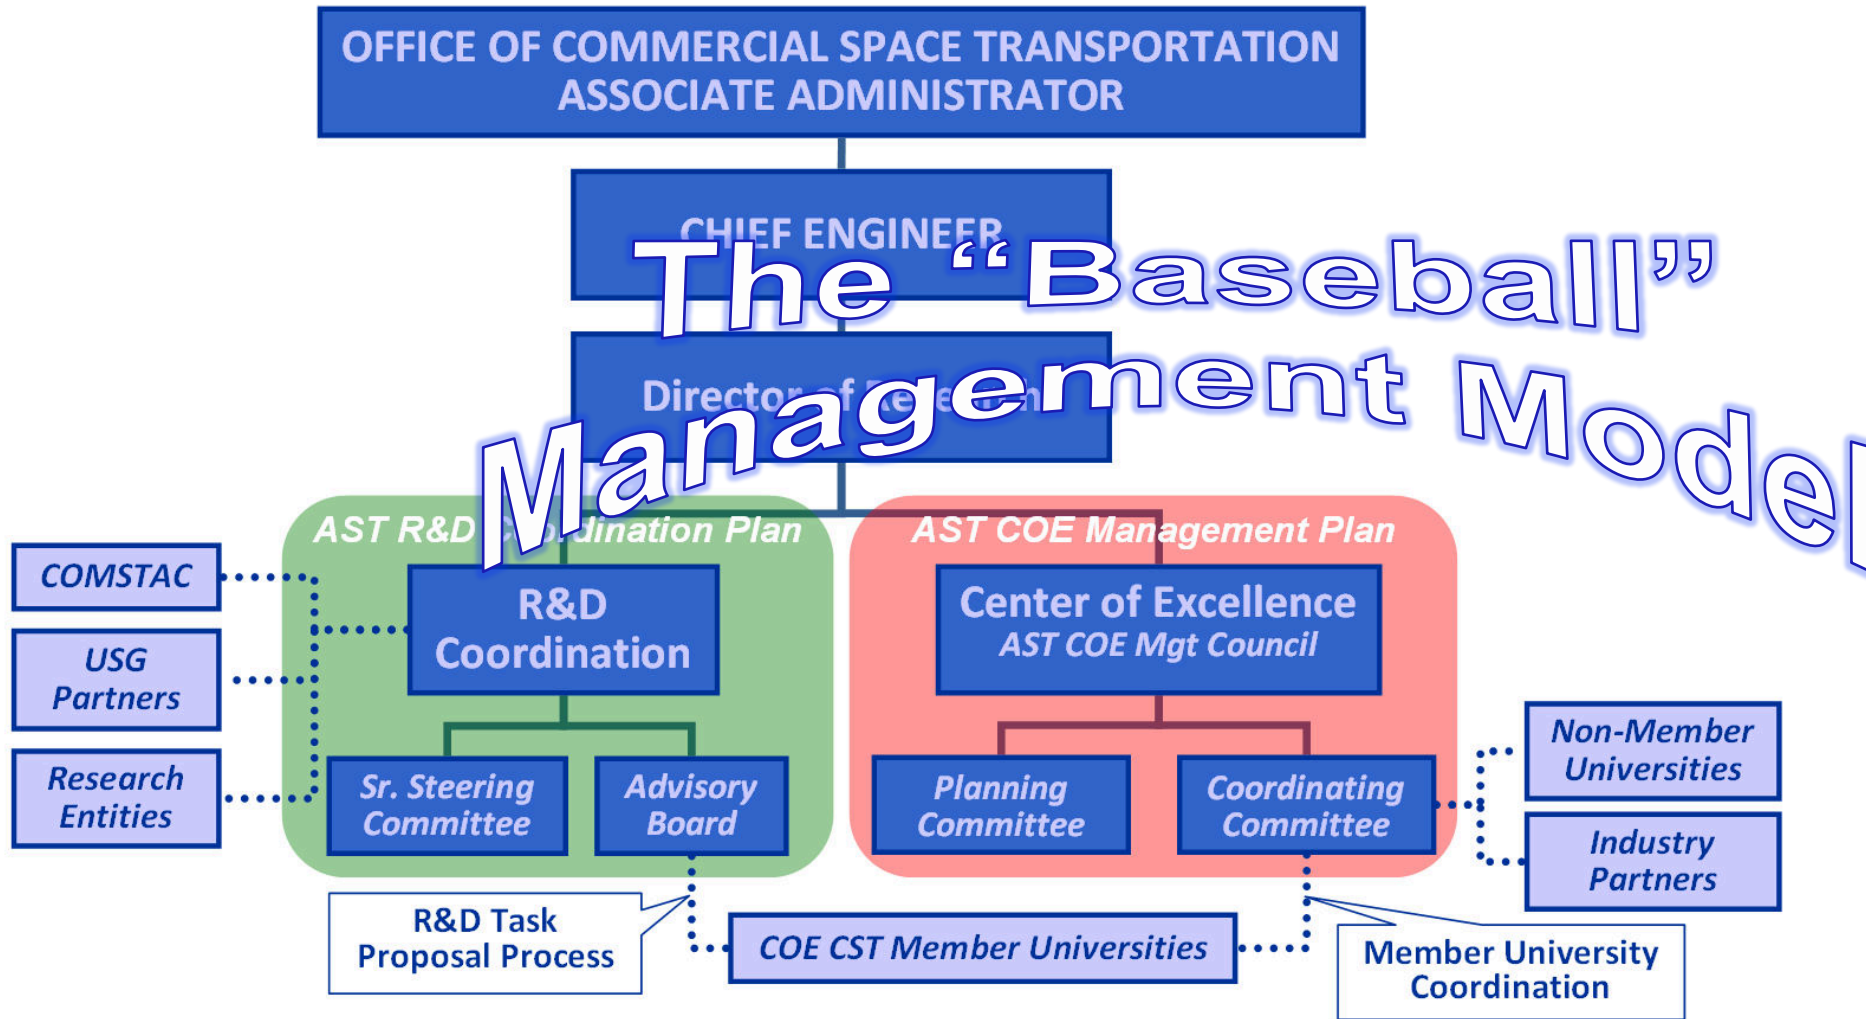 OFFICE OF COMMERCIAL SPACE TRANSPORTATION
ASSOCIATE ADMINISTRATOR
CHIEF ENGINEER
The “Baseball”
Management Model
Director of Research
AST R&D Coordination Plan
AST COE Management Plan
COMSTAC
USG
Partners
Research
Entities
R&D
Coordination
Center of Excellence
AST COE Mgt Council
Sr. Steering
Committee
Advisory
Board
Planning
Committee
Coordinating
Committee
Non-Member
Universities
Industry
Partners
R&D Task
Proposal Process
COE CST Member Universities
Member University
Coordination